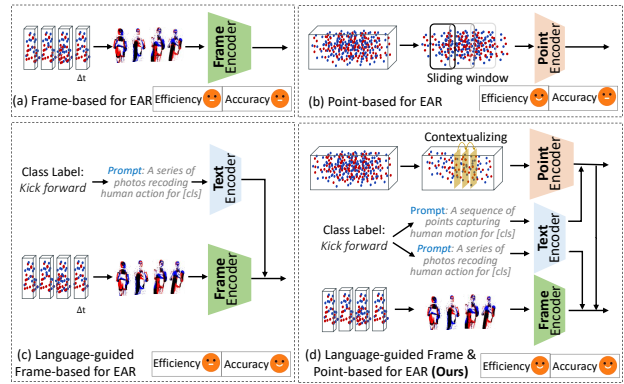 Δt
Frame
Encoder
(a) Frame-based for EAR
Efficiency
Accuracy
Sliding window
Point
Encoder
(b) Point-based for EAR
Efficiency
Accuracy
Class Label:
Kick forward
Prompt: A series of
photos recoding
human action for [cls]
Text
Encoder
Δt
Frame
Encoder
(c) Language-guided
Frame-based for EAR
Efficiency
Accuracy
Contextualizing
Point
Encoder
Class Label:
Kick forward
Prompt: A sequence of
points capturing
human motion for [cls]
Prompt: A series of
photos recoding
human action for [cls]
Text
Encoder
Frame
Encoder
(d) Language-guided Frame &
Point-based for EAR (Ours)
Efficiency
Accuracy